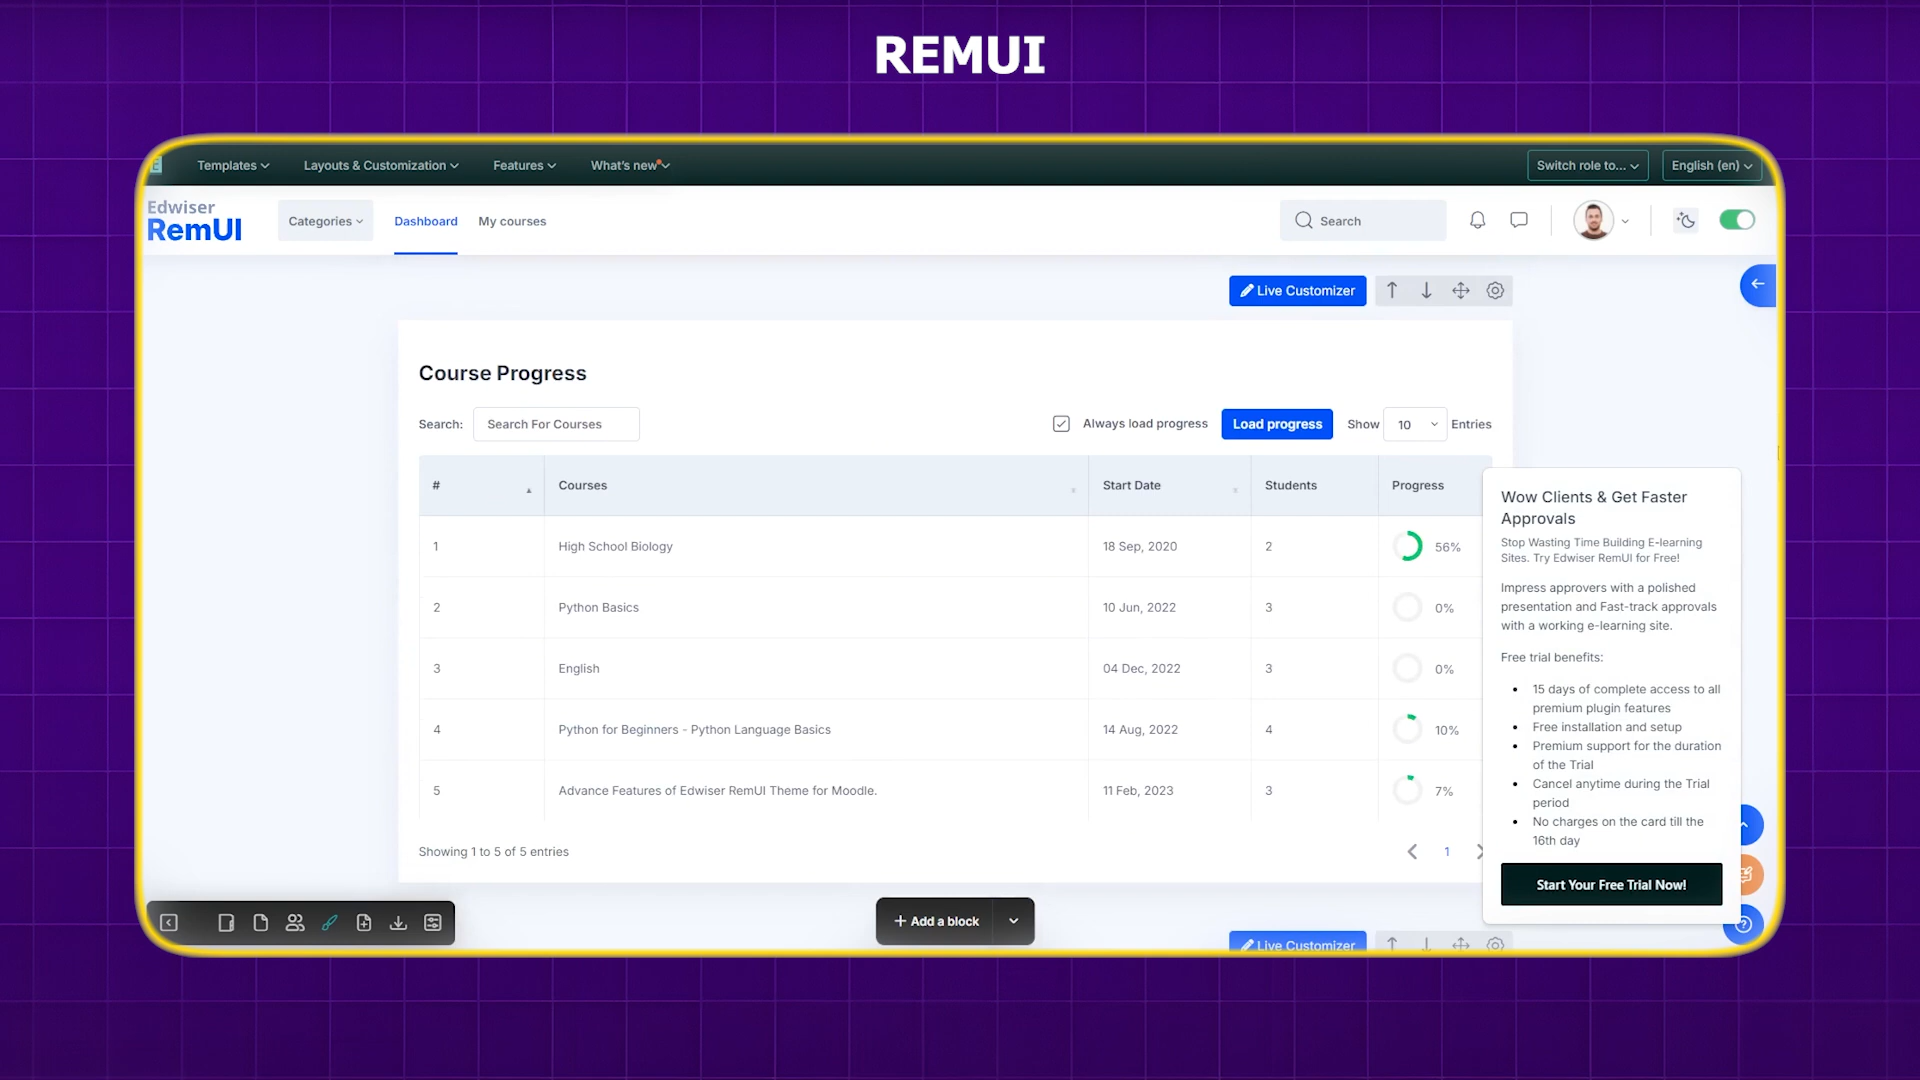 REMUI
Templates
Layouts & Customization
Features
What's new
Switch role to...
English (en)
Edwiser
RemUI
Categories
Dashboard
My courses
Search
Live Customizer
Course Progress
Search:
Search For Courses
Always load progress
Load progress
Show
10
Entries
#
Courses
Start Date
Students
Progress
1
High School Biology
18 Sep, 2020
2
56%
2
Python Basics
10 Jun, 2022
3
0%
3
English
04 Dec, 2022
3
0%
4
Python for Beginners - Python Language Basics
14 Aug, 2022
4
10%
5
Advance Features of Edwiser RemUI Theme for Moodle.
11 Feb, 2023
3
7%
Showing 1 to 5 of 5 entries
1
Wow Clients & Get Faster
Approvals
Stop Wasting Time Building E-learning
Sites. Try Edwiser RemUI for Free!
Impress approvers with a polished
presentation and Fast-track approvals
with a working e-learning site.
Free trial benefits:
15 days of complete access to all
premium plugin features
Free installation and setup
Premium support for the duration
of the Trial
Cancel anytime during the Trial
period
No charges on the card till the
16th day
Start Your Free Trial Now!
+ Add a block
Live Customizer